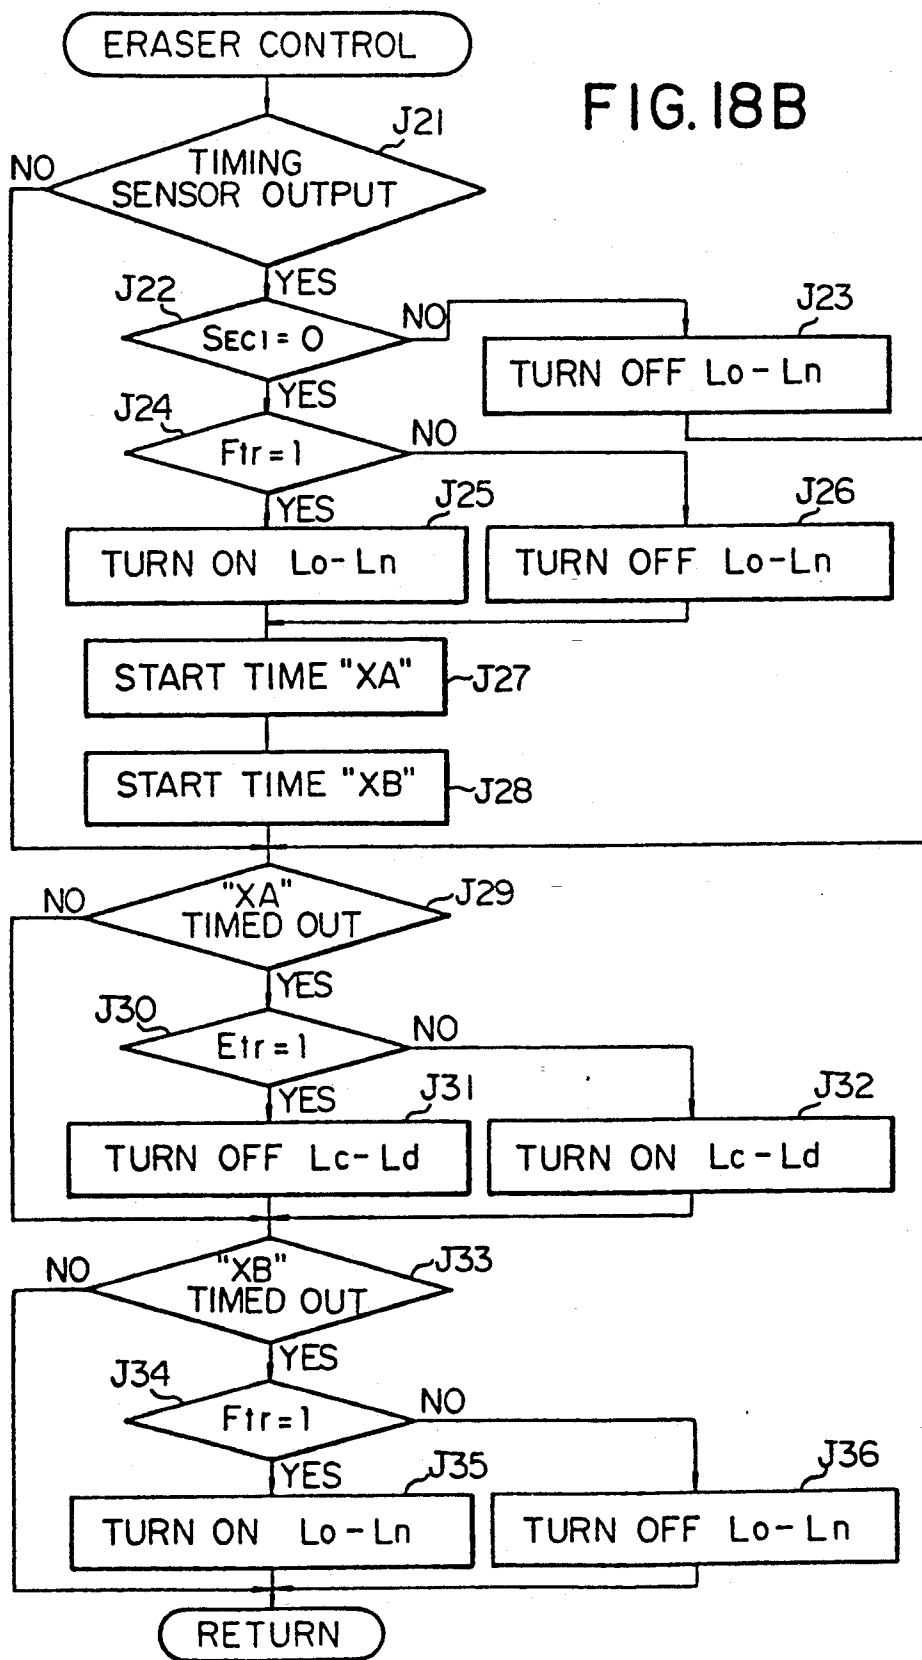 ERASER CONTROL
FIG. 18B
J21
NO
TIMING
SENSOR OUTPUT
YES
J22
NO
J23
SEC1 = 0
TURN OFF Lo-Ln
YES
J24
NO
Ftr = 1
J25
J26
YES
TURN ON Lo-Ln
TURN OFF Lo-Ln
START TIME "XA"
J27
START TIME "XB"
J28
NO
"XA"
TIMED OUT
J29
YES
J30
NO
Etr = 1
J31
J32
YES
TURN OFF Lc-Ld
TURN ON Lc-Ld
NO
"XB"
TIMED OUT
J33
YES
J34
NO
Ftr = 1
J35
J36
YES
TURN ON Lo-Ln
TURN OFF Lo-Ln
RETURN